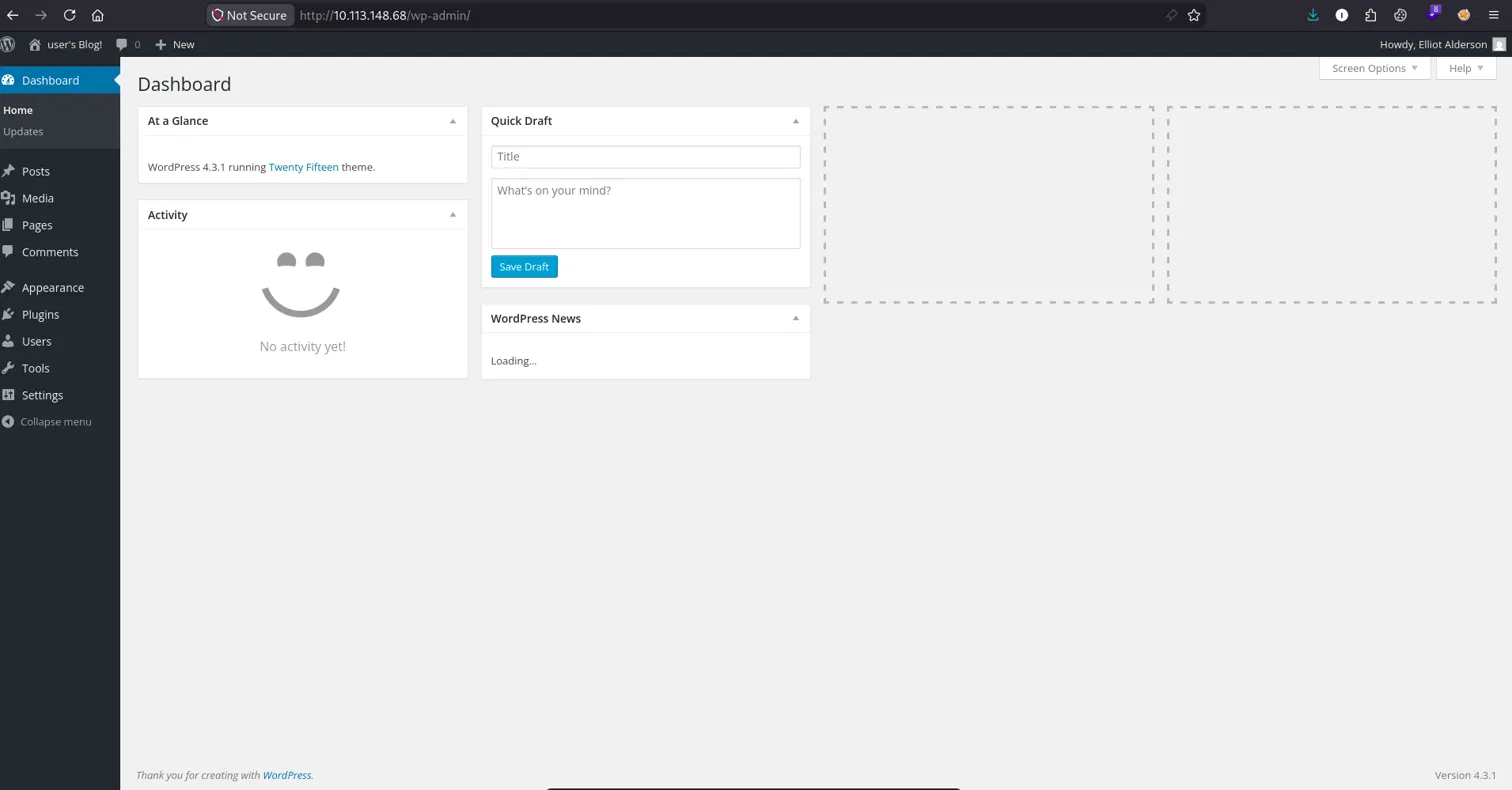 Not Secure http://10.113.148.68/wp-admin/
8
user's Blog! 0 New
Howdy, Elliot Alderson
Screen Options Help
Dashboard
Home
Updates
Posts
Media
Pages
Comments
Appearance
Plugins
Users
Tools
Settings
Collapse menu
Dashboard
At a Glance
WordPress 4.3.1 running Twenty Fifteen theme.
Activity
No activity yet!
Quick Draft
Title
What's on your mind?
Save Draft
WordPress News
Loading...
Thank you for creating with WordPress.
Version 4.3.1